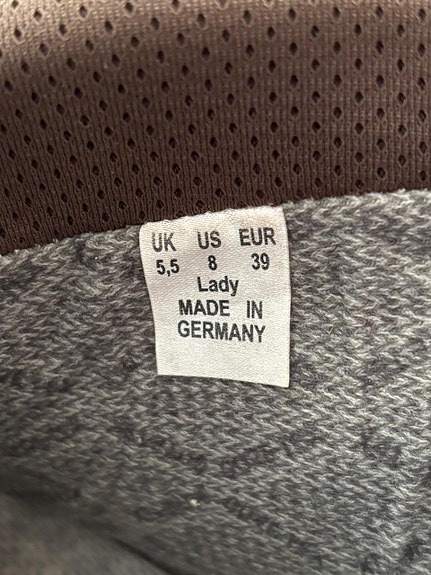 UK US EUR
5,5 8 39
Lady
MADE IN
GERMANY